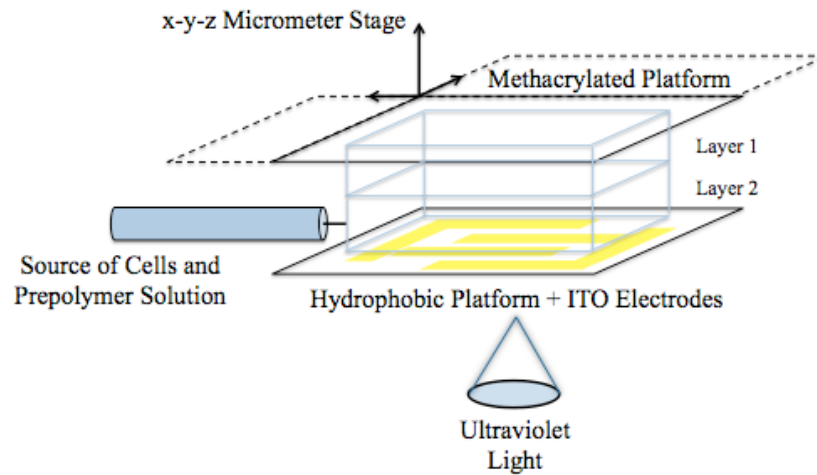 x-y-z Micrometer Stage
Methacrylated Platform
Layer 1
Layer 2
Source of Cells and
Prepolymer Solution
Hydrophobic Platform + ITO Electrodes
Ultraviolet
Light